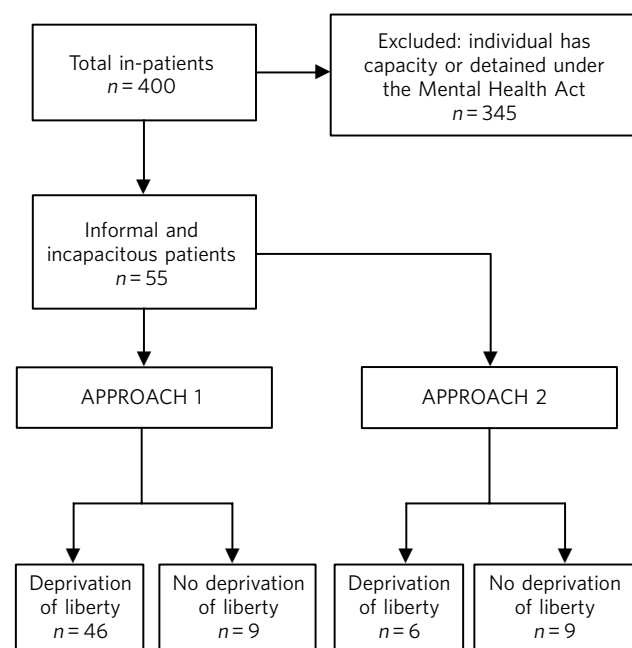 Total in-patients
n = 400
Excluded: individual has
capacity or detained under
the Mental Health Act
n = 345
Informal and
incapacitous patients
n = 55
APPROACH 1
APPROACH 2
Deprivation
of liberty
n = 46
No deprivation
of liberty
n = 9
Deprivation
of liberty
n = 6
No deprivation
of liberty
n = 9